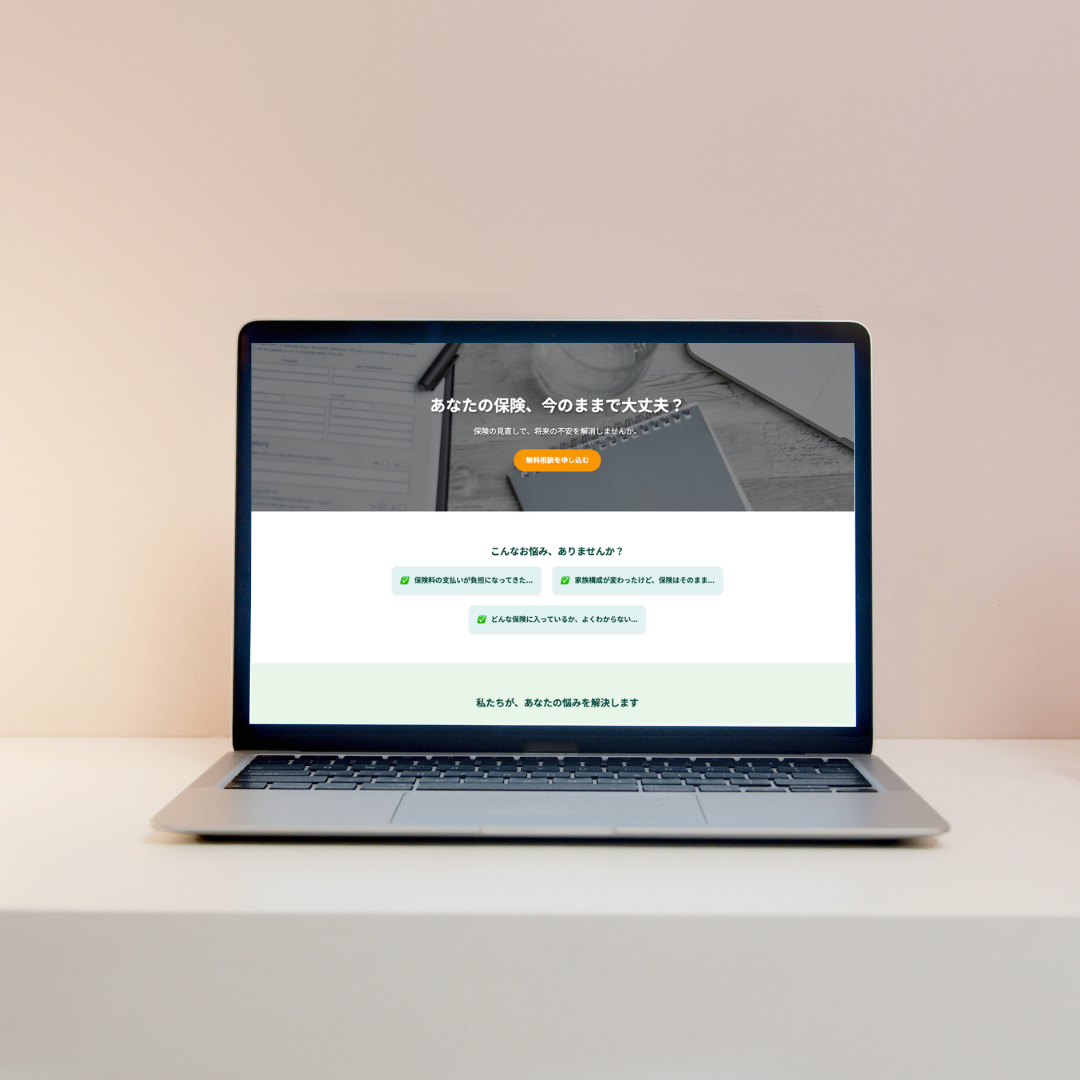 あなたの保険、今のままで大丈夫？
保険の見直しで、将来の不安を解消しませんか。
無料相談を申し込む
こんなお悩み、ありませんか？
✅ 保険料の支払いが負担になってきた...
✅ 家族構成が変わったけど、保険はそのまま...
✅ どんな保険に入っているか、よくわからない...
私たちが、あなたの悩みを解決します